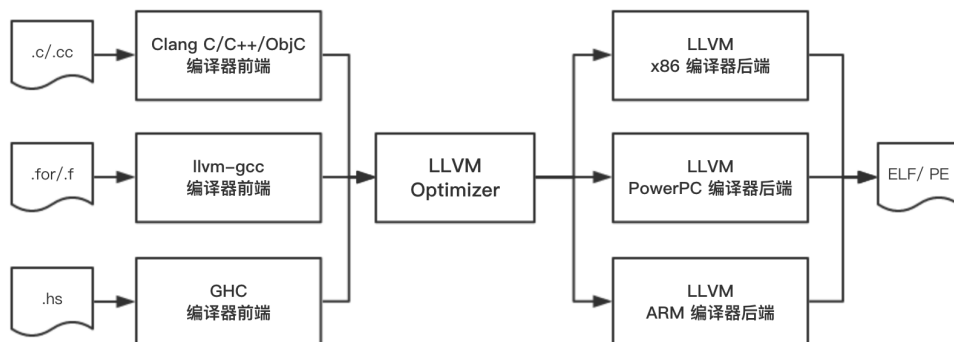 .c/.cc
Clang C/C++/ObjC
编译器前端
LLVM
x86 编译器后端
.for/.f
llvm-gcc
编译器前端
LLVM
Optimizer
LLVM
PowerPC 编译器后端
ELF/ PE
.hs
GHC
编译器前端
LLVM
ARM 编译器后端